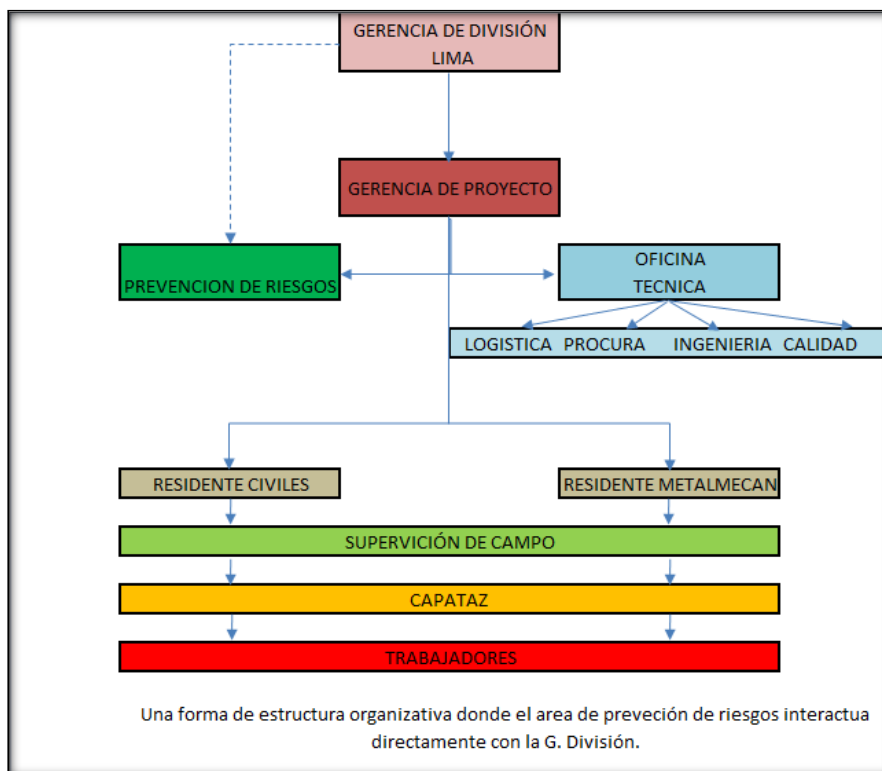 GERENCIA DE DIVISIÓN
LIMA
GERENCIA DE PROYECTO
PREVENCION DE RIESGOS
OFICINA
TECNICA
LOGISTICA PROCURA INGENIERIA CALIDAD
RESIDENTE CIVILES
RESIDENTE METALMECAN
SUPERVICIÓN DE CAMPO
CAPATAZ
TRABAJADORES
Una forma de estructura organizativa donde el area de preveción de riesgos interactua
directamente con la G. División.